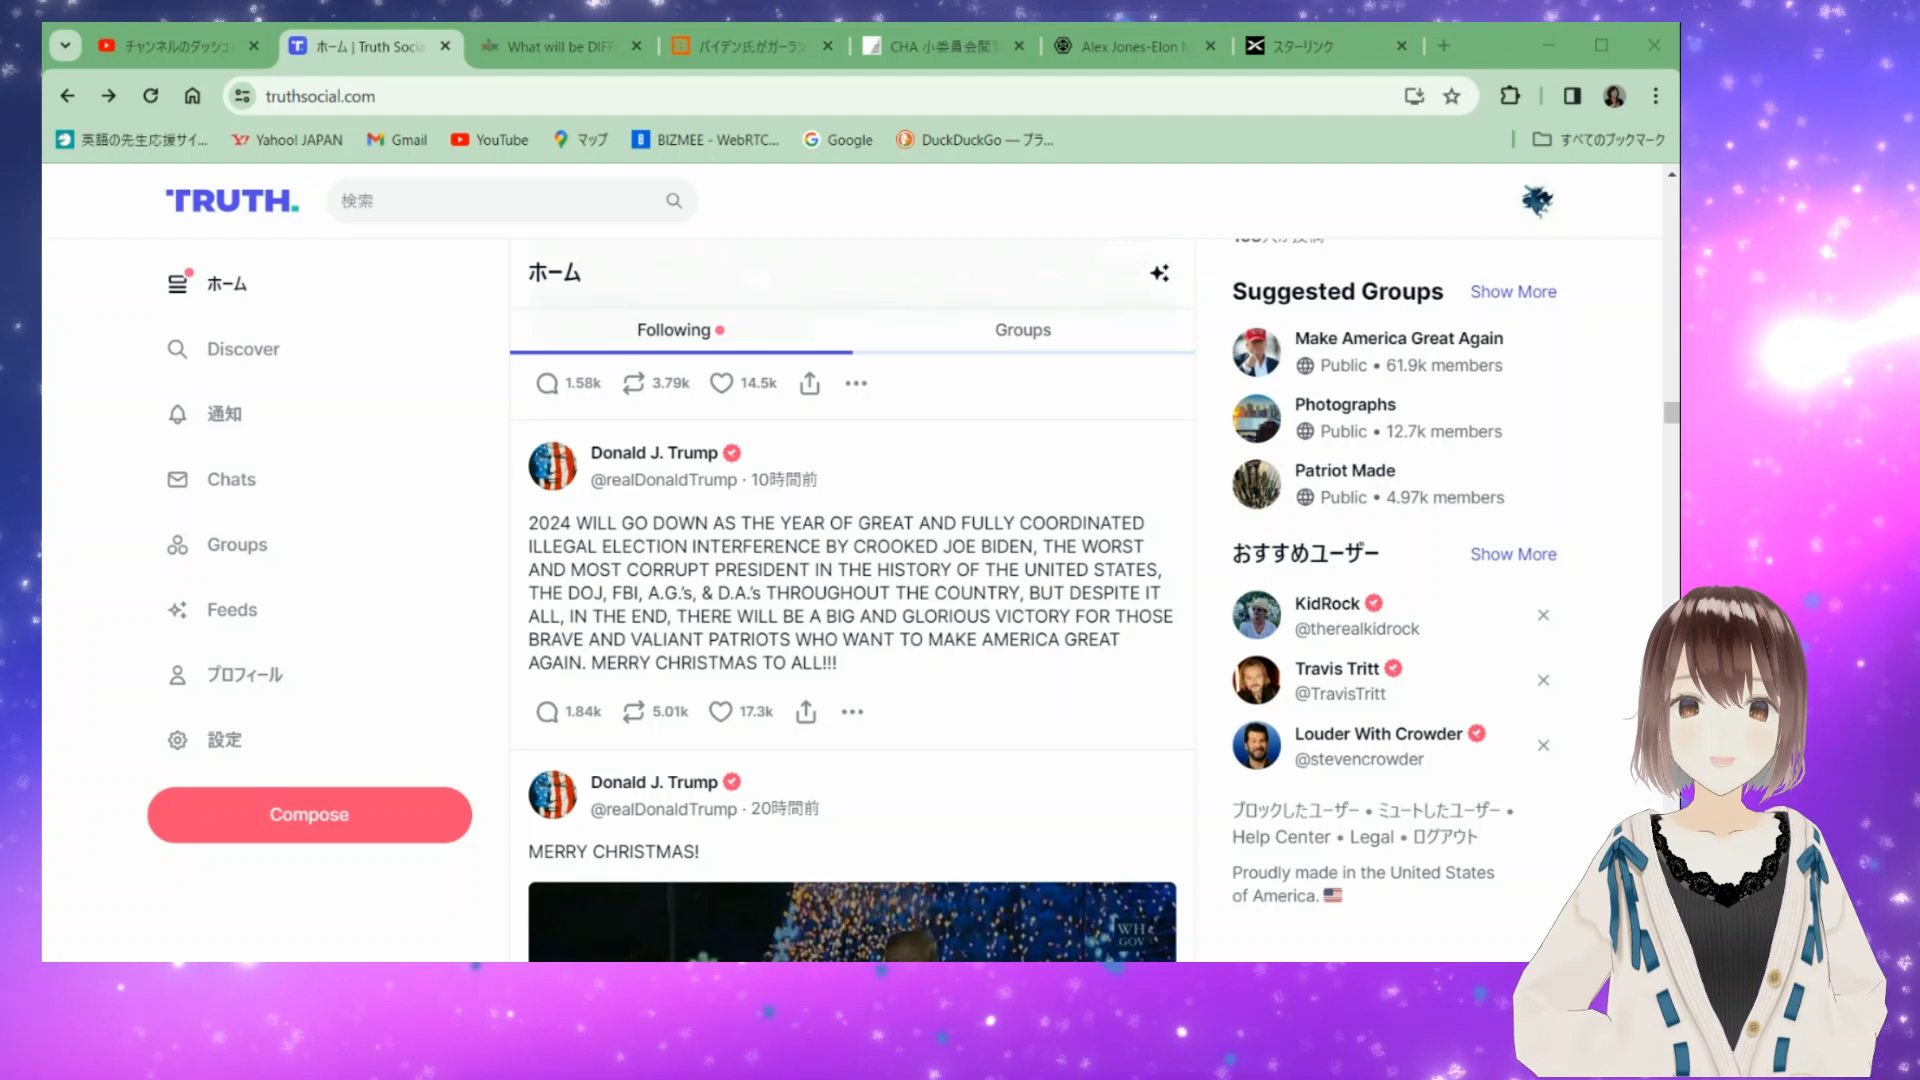 チャンネルのダッシュ
ホーム | Truth Socia
What will be DIFF
バイデン氏がガーラン
CHA 小委員会聞
Alex Jones-Elon M
スターリンク
truthsocial.com
英語の先生応援サイ...
Yahoo! JAPAN
Gmail
YouTube
マップ
BIZMEE - WebRTC...
Google
DuckDuckGo — プラ...
すべてのブックマーク
TRUTH.
検索
ホーム
Discover
通知
Chats
Groups
Feeds
プロフィール
設定
Compose
ホーム
Following
Groups
1.58k 3.79k 14.5k
Donald J. Trump
@realDonaldTrump · 10時間前
2024 WILL GO DOWN AS THE YEAR OF GREAT AND FULLY COORDINATED
ILLEGAL ELECTION INTERFERENCE BY CROOKED JOE BIDEN, THE WORST
AND MOST CORRUPT PRESIDENT IN THE HISTORY OF THE UNITED STATES,
THE DOJ, FBI, A.G.'s, & D.A.'s THROUGHOUT THE COUNTRY, BUT DESPITE IT
ALL, IN THE END, THERE WILL BE A BIG AND GLORIOUS VICTORY FOR THOSE
BRAVE AND VALIANT PATRIOTS WHO WANT TO MAKE AMERICA GREAT
AGAIN. MERRY CHRISTMAS TO ALL!!!
1.84k 5.01k 17.3k
Donald J. Trump
@realDonaldTrump · 20時間前
MERRY CHRISTMAS!
WH.
GOV
Suggested Groups
Show More
Make America Great Again
Public • 61.9k members
Photographs
Public • 12.7k members
Patriot Made
Public • 4.97k members
おすすめユーザー
Show More
KidRock
@therealkidrock
Travis Tritt
@TravisTritt
Louder With Crowder
@stevencrowder
ブロックしたユーザー • ミュートしたユーザー •
Help Center • Legal • ログアウト
Proudly made in the United States
of America.